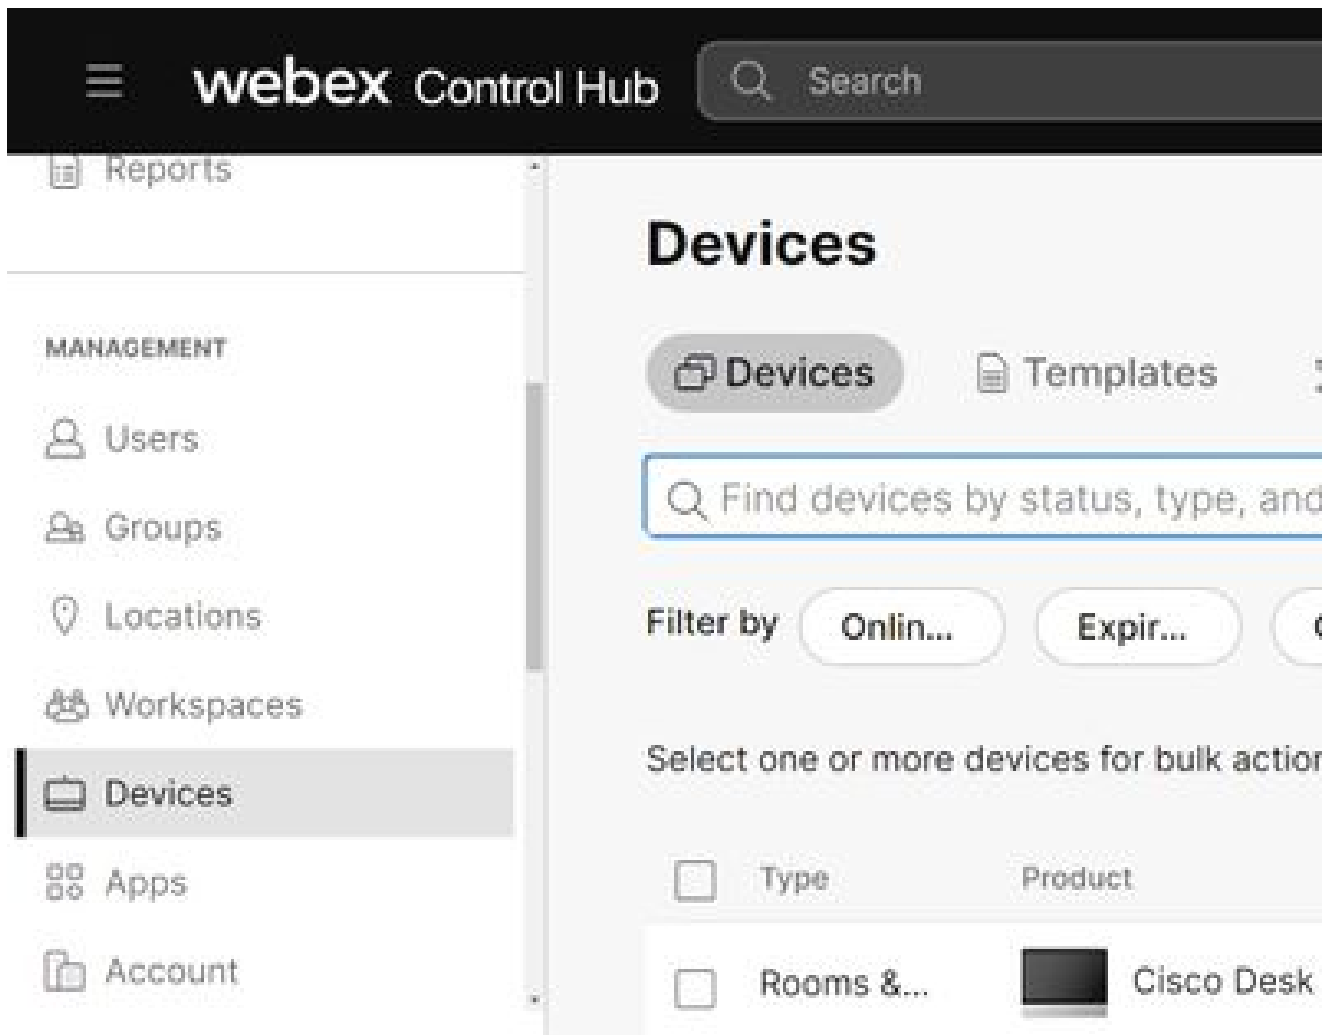 webex Control Hub
Search
Reports
MANAGEMENT
Users
Groups
Locations
Workspaces
Devices
Apps
Account
Devices
Devices
Templates
Find devices by status, type, and
Filter by
Onlin...
Expir...
Select one or more devices for bulk action
Type
Product
Rooms &...
Cisco Desk